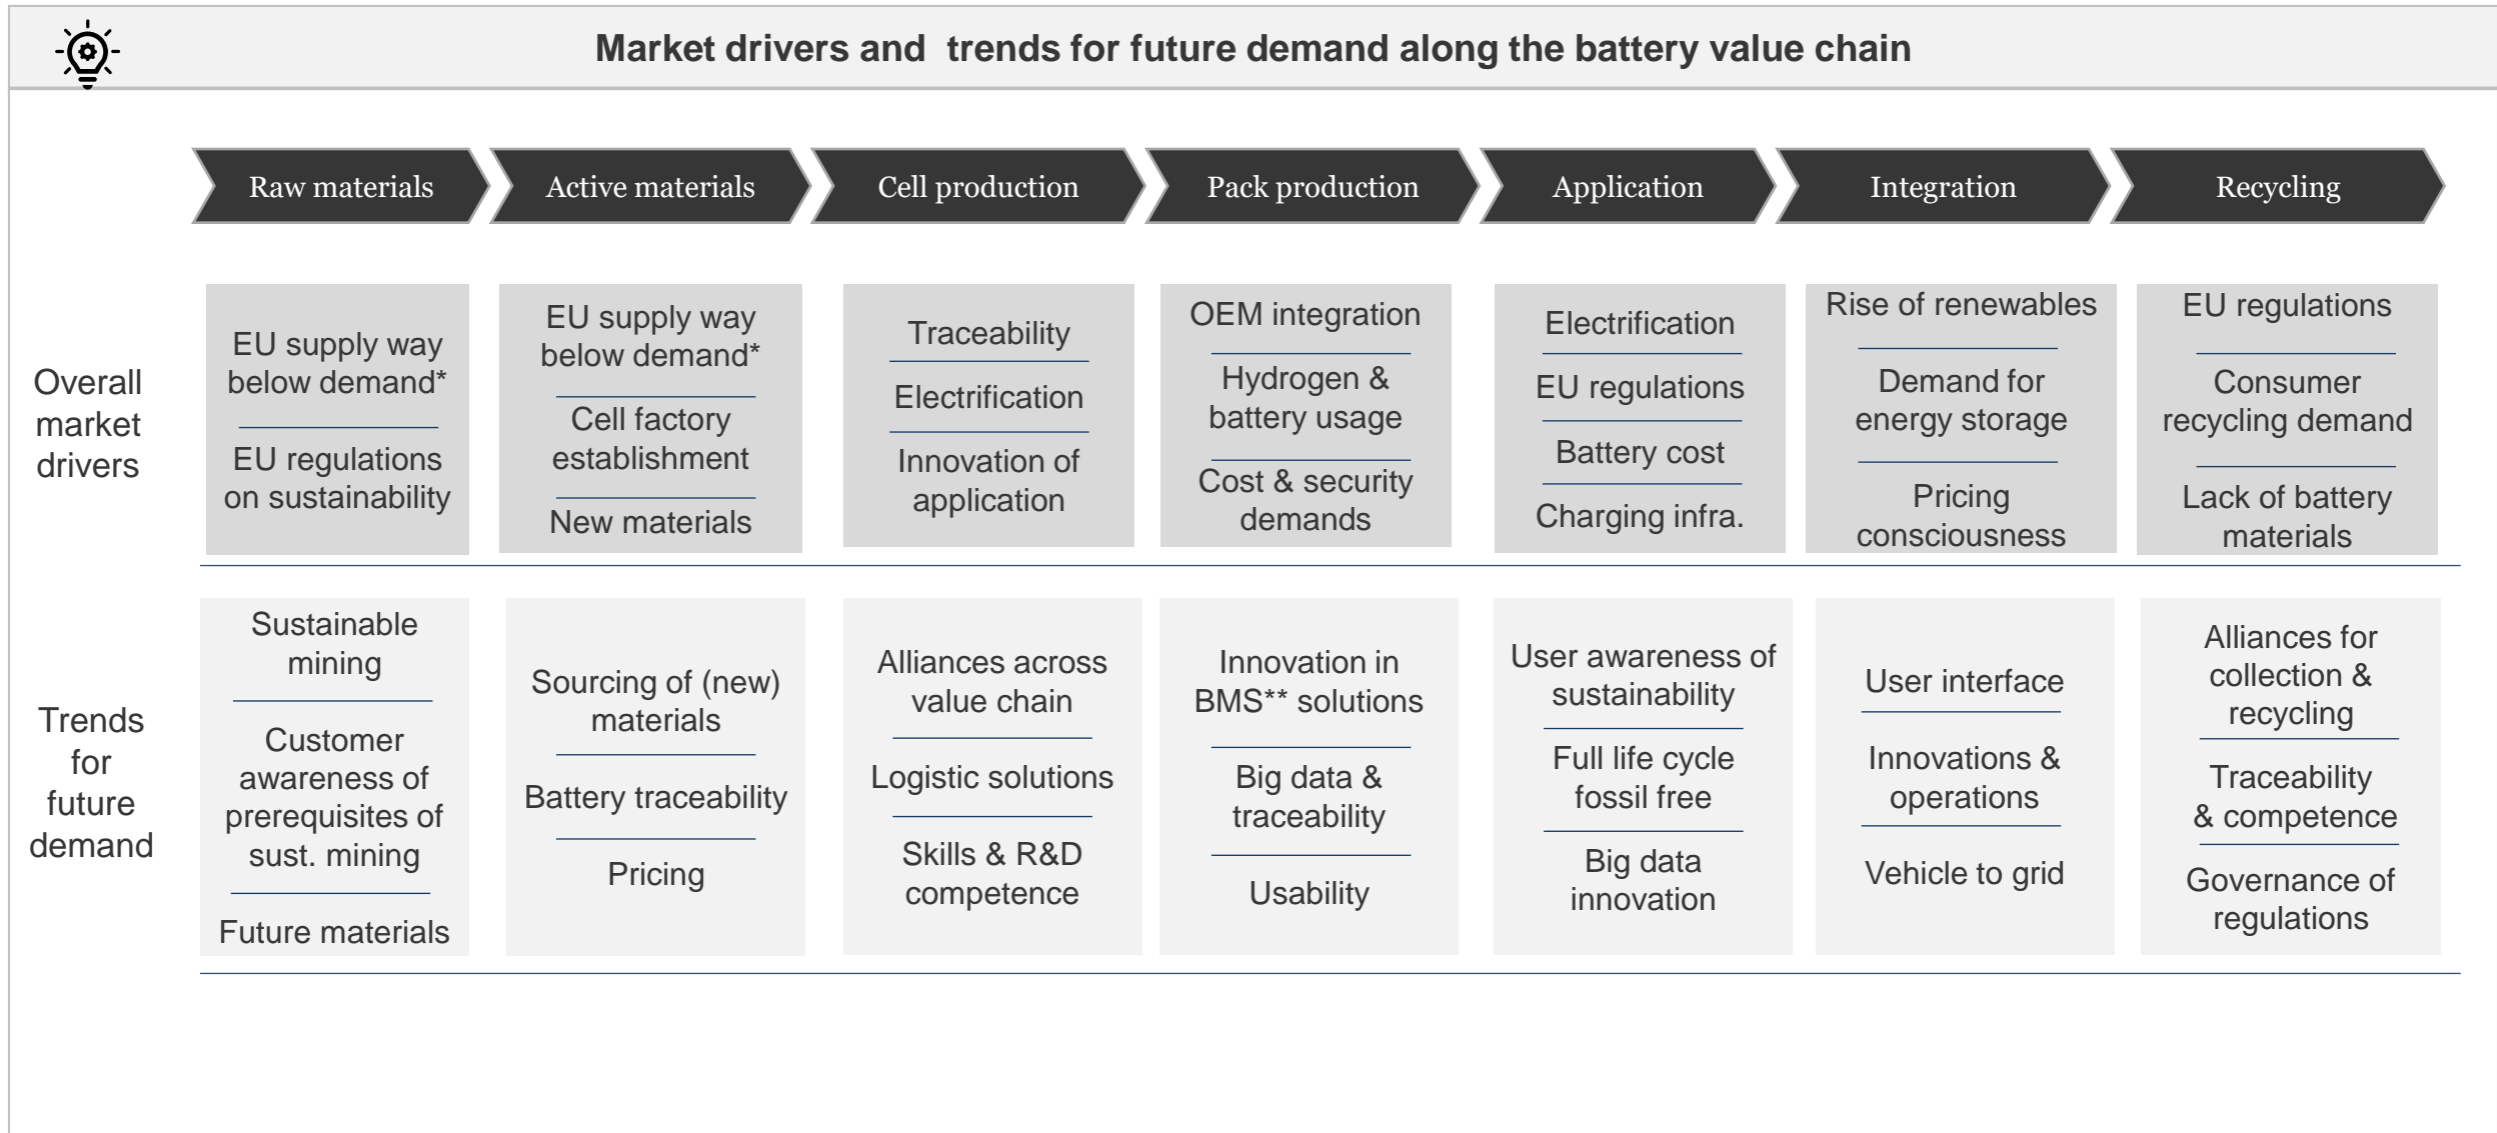 Market drivers and  trends for future demand along the battery value chain
Raw materials
Active materials
Cell production
Pack production
Application
Integration
Recycling
Overall
market
drivers
EU supply way
below demand*
EU regulations
on sustainability
EU supply way
below demand*
Cell factory
establishment
New materials
Traceability
Electrification
Innovation of
application
OEM integration
Hydrogen &
battery usage
Cost & security
demands
Electrification
EU regulations
Battery cost
Charging infra.
Rise of renewables
Demand for
energy storage
Pricing
consciousness
EU regulations
Consumer
recycling demand
Lack of battery
materials
Trends
for
future
demand
Sustainable
mining
Customer
awareness of
prerequisites of
sust. mining
Future materials
Sourcing of (new)
materials
Battery traceability
Pricing
Alliances across
value chain
Logistic solutions
Skills & R&D
competence
Innovation in
BMS** solutions
Big data &
traceability
Usability
User awareness of
sustainability
Full life cycle
fossil free
Big data
innovation
User interface
Innovations &
operations
Vehicle to grid
Alliances for
collection &
recycling
Traceability
& competence
Governance of
regulations